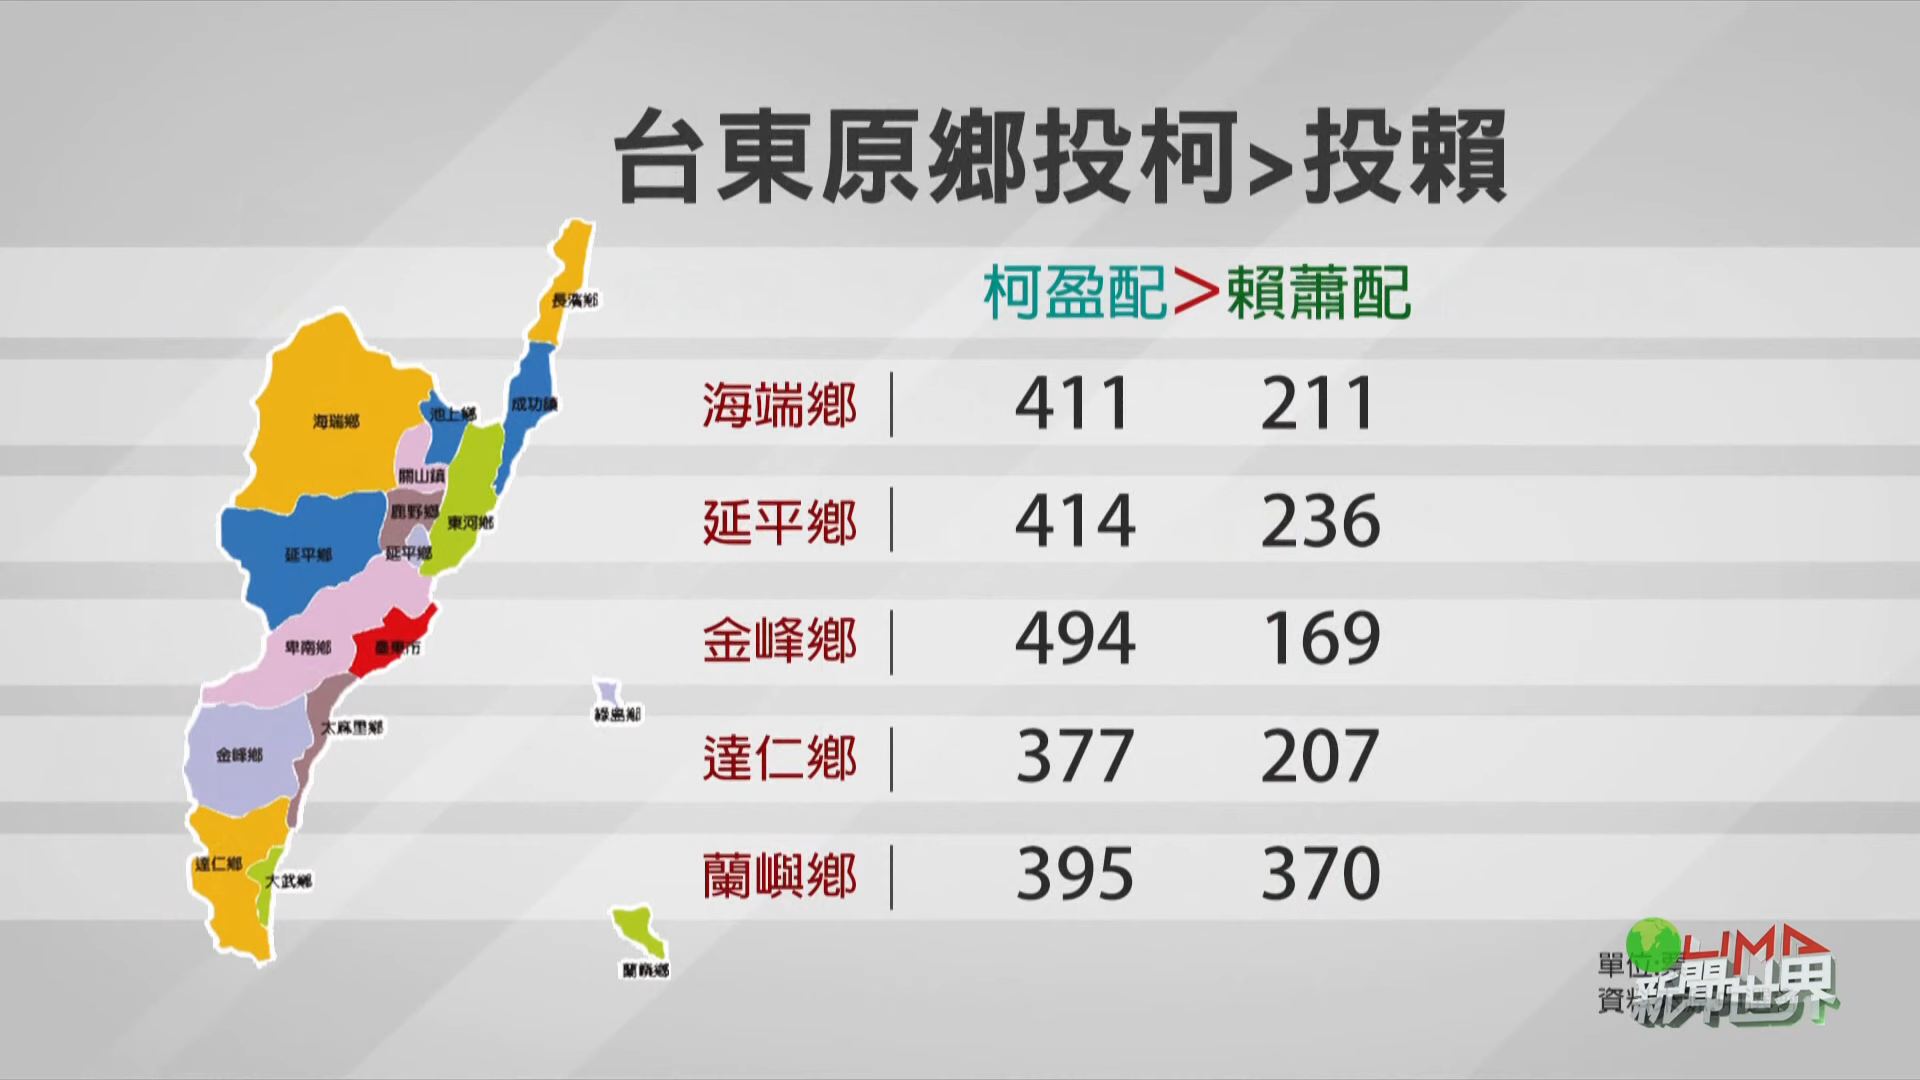 台東原鄉投柯>投賴
柯盈配>賴蕭配
海端鄉 411 211
延平鄉 414 236
金峰鄉 494 169
達仁鄉 377 207
蘭嶼鄉 395 370
長濱鄉
成功鎮
池上鄉
海瑞鄉
關山鎮
鹿野鄉
東河鄉
延平鄉
延平鄉
卑南鄉
臺東市
太麻里鄉
綠島鄉
金峰鄉
達仁鄉
大武鄉
蘭嶼鄉
單位
資料
LIMA
新聞世界